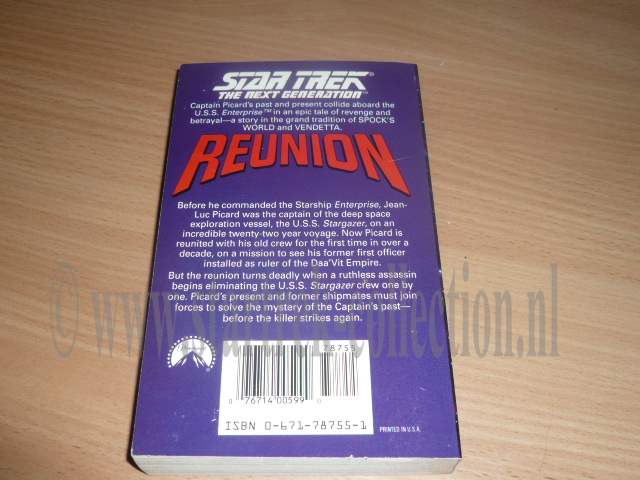 STAR TREK®
THE NEXT GENERATION™
Captain Picard's past and present collide aboard the
U.S.S. Enterprise™ in an epic tale of revenge and
betrayal—a story in the grand tradition of SPOCK'S
WORLD and VENDETTA.
REUNION
Before he commanded the Starship Enterprise, Jean-
Luc Picard was the captain of the deep space
exploration vessel, the U.S.S. Stargazer, on an
incredible twenty-two year voyage. Now Picard is
reunited with his old crew for the first time in over a
decade, on a mission to see his former first officer
installed as ruler of the Daa'Vit Empire.
But the reunion turns deadly when a ruthless assassin
begins eliminating the U.S.S. Stargazer crew one by
one. Picard's present and former shipmates must join
forces to solve the mystery of the Captain's past—
before the killer strikes again.
78755
0 76714 00599 0
ISBN 0-671-78755-1
PRINTED IN U.S.A.